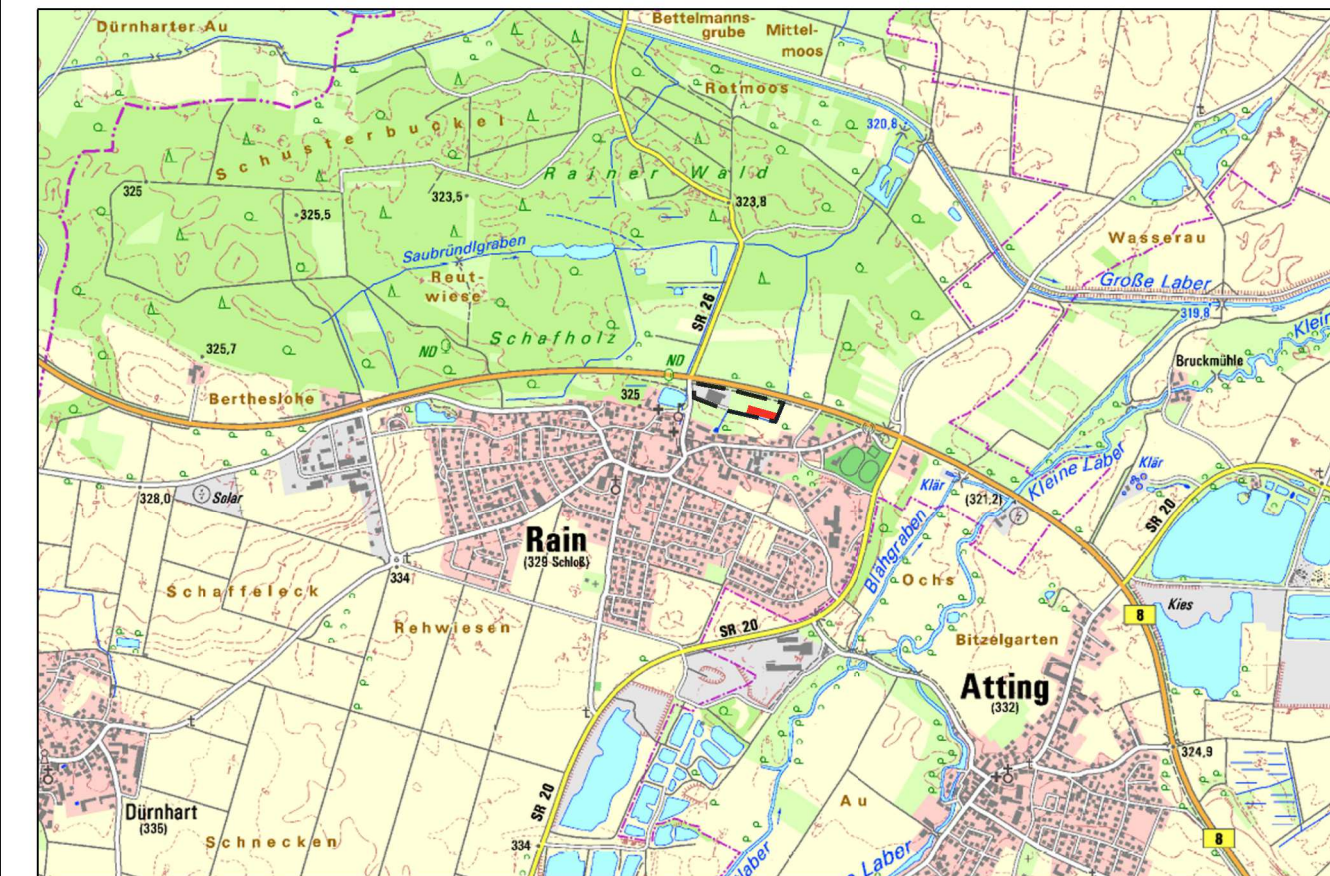 Dürnharter Au
Bettelmanns-
grube
Mittel-
moos
Rotmoos
320,8
Schusterbuckel
Rainer Wald
325
325,5
323,5
323,8
Saubründlgraben
Reut-
wiese
Wasserau
Große Laber
319,8
SR 26
Schafholz
ND
ND
325,7
325
Bruckmühle
Bertheslohe
Kleine Laber
Klär
Klär
(321,2)
328,0
Solar
SR 20
Rain
(329 Schloß)
Blahgraben
Ochs
334
Schaffeleck
Rehwiesen
SR 20
Bitzelgarten
8
Kies
Atting
(332)
324,9
Dürnhart
(335)
SR 20
Au
Schnecken
334
8
Laber